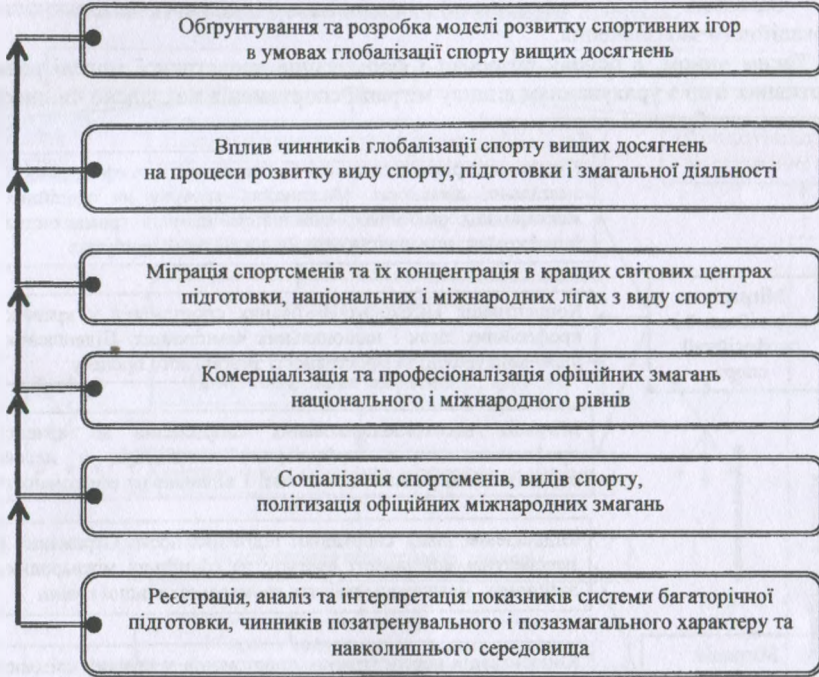 Обґрунтування та розробка моделі розвитку спортивних ігор
в умовах глобалізації спорту вищих досягнень
Вплив чинників глобалізації спорту вищих досягнень
на процеси розвитку виду спорту, підготовки і змагальної діяльності
Міграція спортсменів та їх концентрація в кращих світових центрах
підготовки, національних і міжнародних лігах з виду спорту
Комерціалізація та професіоналізація офіційних змагань
національного і міжнародного рівнів
Соціалізація спортсменів, видів спорту,
політизація офіційних міжнародних змагань
Реєстрація, аналіз та інтерпрація показників системи багаторічної
підготовки, чинників позатренувального і позазмагального характеру та
навколишнього середовища